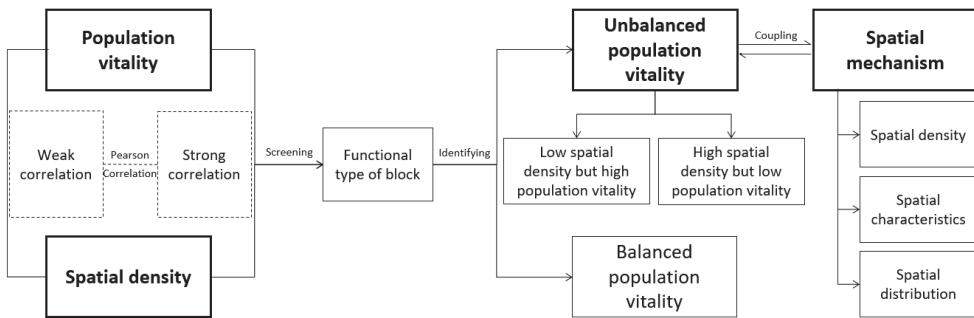 Population
vitality
Weak
correlation
Pearson
Correlation
Strong
correlation
Spatial density
Screening
Functional
type of block
Identifying
Unbalanced
population
vitality
Coupling
Spatial
mechanism
Low spatial
density but high
population vitality
High spatial
density but low
population vitality
Balanced
population
vitality
Spatial density
Spatial
characteristics
Spatial
distribution